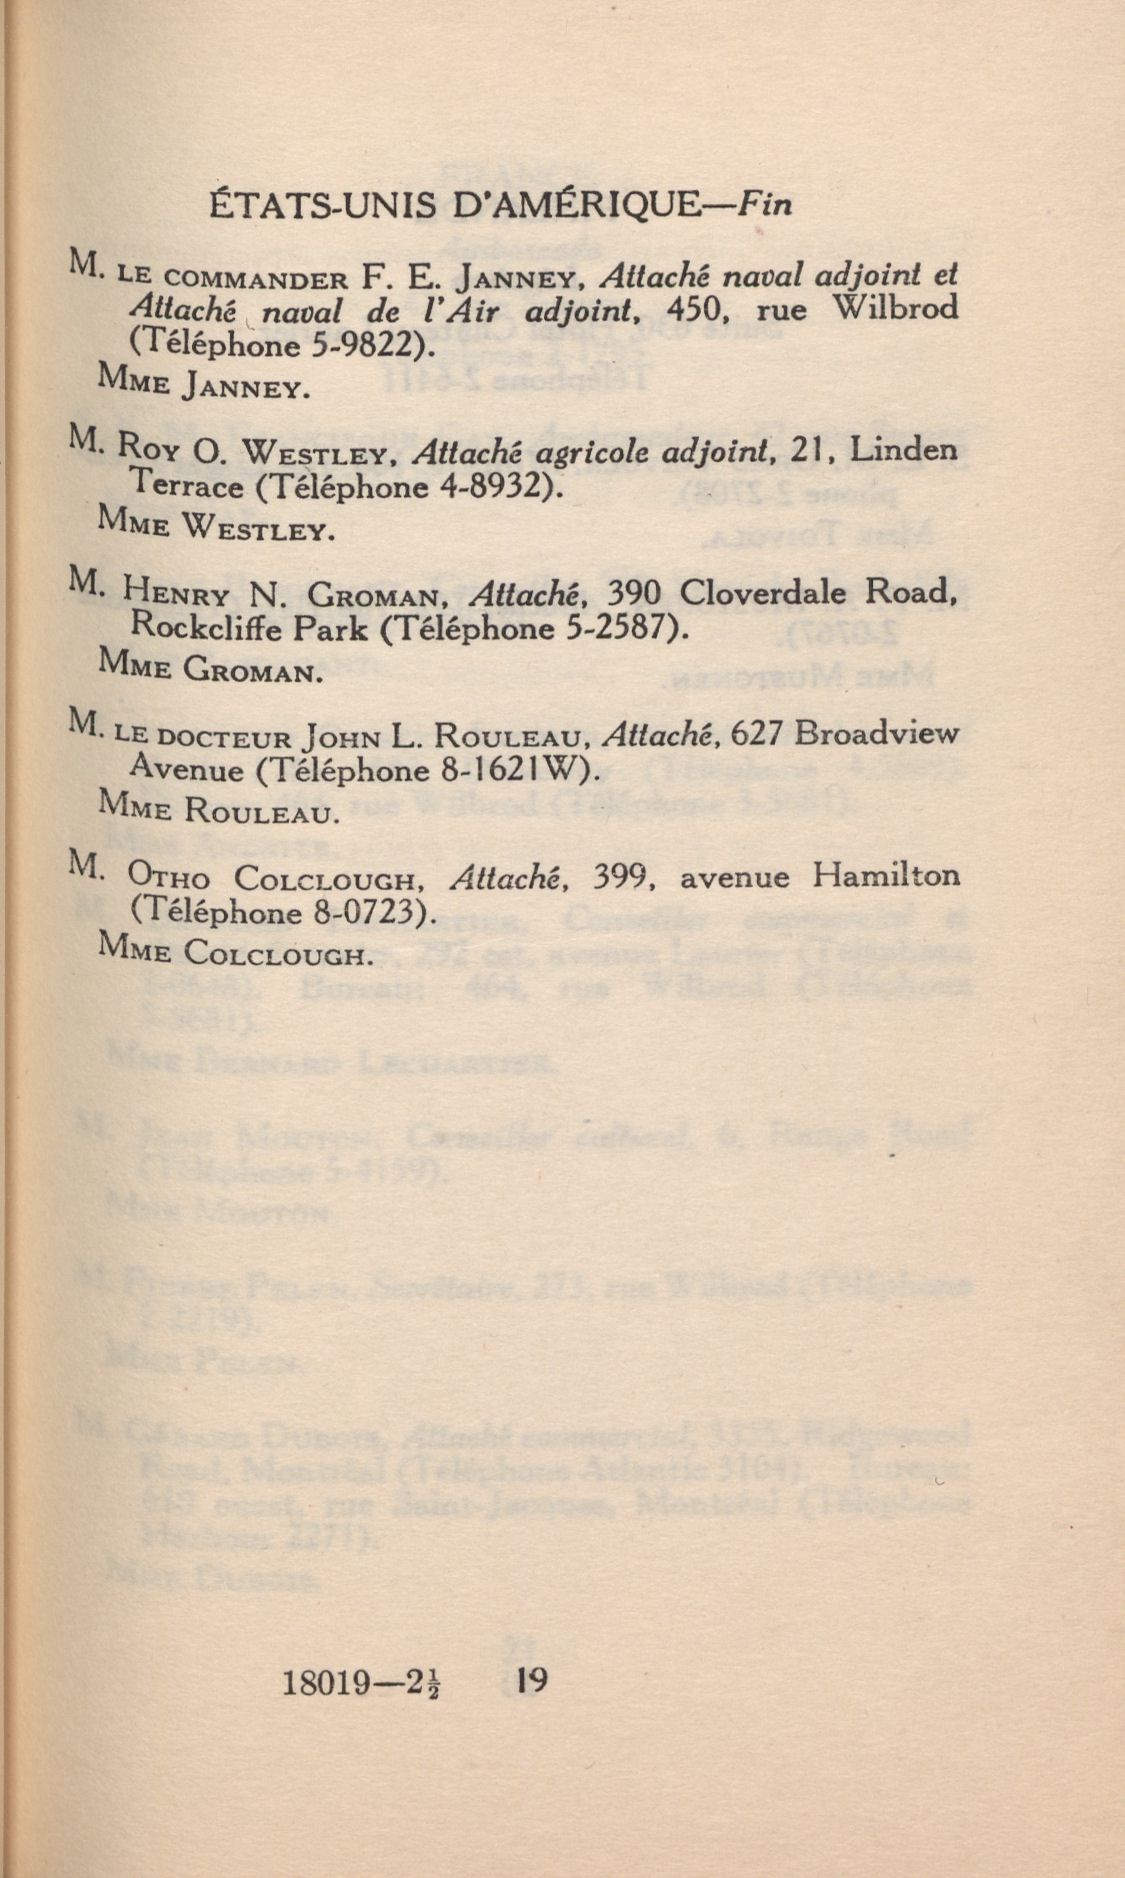 ÉTATS-UNIS D'AMÉRIQUE—Fin
M. LE COMMANDER F. E. JANNEY, Attaché naval adjoint et
Attaché naval de l'Air adjoint, 450, rue Wilbrod
(Téléphone 5-9822).
MME JANNEY.
M. ROY O. WESTLEY, Attaché agricole adjoint, 21, Linden
Terrace (Téléphone 4-8932).
MME WESTLEY.
M. HENRY N. GROMAN, Attaché, 390 Cloverdale Road,
Rockcliffe Park (Téléphone 5-2587).
MME GROMAN.
M. LE DOCTEUR JOHN L. ROULEAU, Attaché, 627 Broadview
Avenue (Téléphone 8-1621W).
MME ROULEAU.
M. OTHO COLCLOUGH, Attaché, 399, avenue Hamilton
(Téléphone 8-0723).
MME COLCLOUGH.
18019—2½ 19